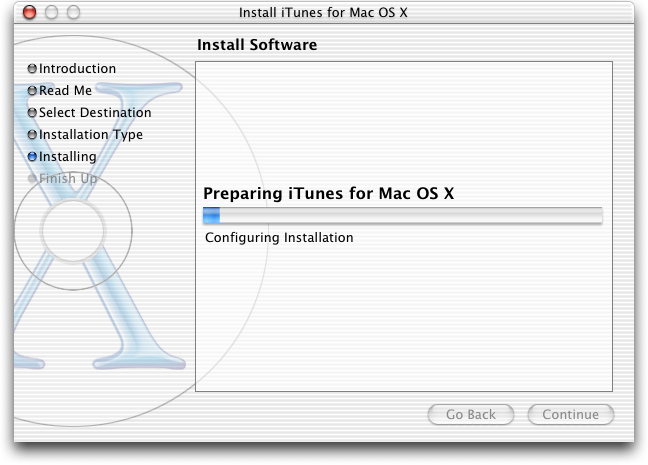 Install iTunes for Mac OS X
Install Software
Introduction
Read Me
Select Destination
Installation Type
Installing
Finish Up
Preparing iTunes for Mac OS X
Configuring Installation
Go Back
Continue